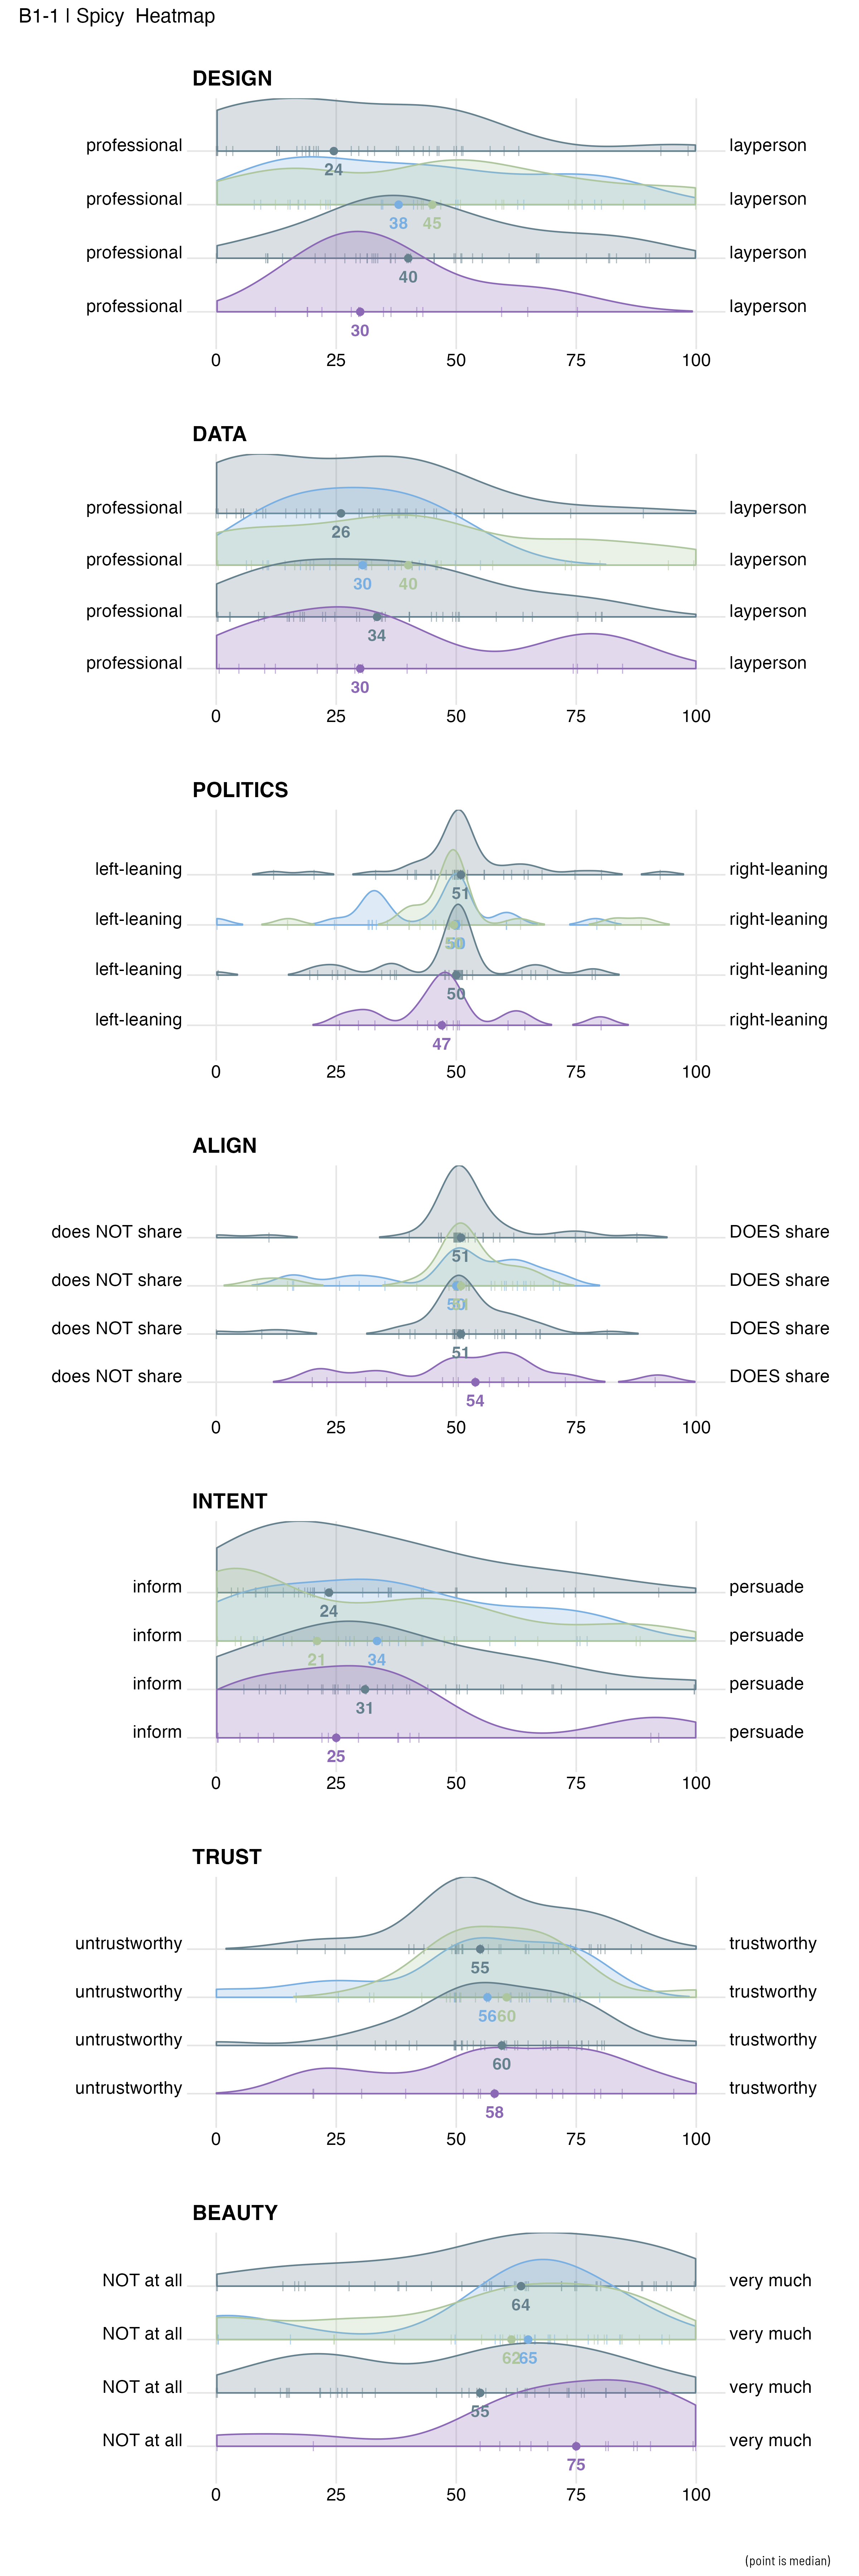 B1-1 | Spicy Heatmap
DESIGN
professional layperson
24
professional layperson
38 45
professional layperson
40
professional layperson
30
0 25 50 75 100
DATA
professional layperson
26
professional layperson
30 40
professional layperson
34
professional layperson
30
0 25 50 75 100
POLITICS
left-leaning right-leaning
51
left-leaning right-leaning
50
left-leaning right-leaning
50
left-leaning right-leaning
47
0 25 50 75 100
ALIGN
does NOT share DOES share
51
does NOT share DOES share
50
does NOT share DOES share
51
does NOT share DOES share
54
0 25 50 75 100
INTENT
inform persuade
24
inform persuade
21 34
inform persuade
31
inform persuade
25
0 25 50 75 100
TRUST
untrustworthy trustworthy
55
untrustworthy trustworthy
56 60
untrustworthy trustworthy
60
untrustworthy trustworthy
58
0 25 50 75 100
BEAUTY
NOT at all very much
64
NOT at all very much
62 65
NOT at all very much
55
NOT at all very much
75
0 25 50 75 100
(point is median)